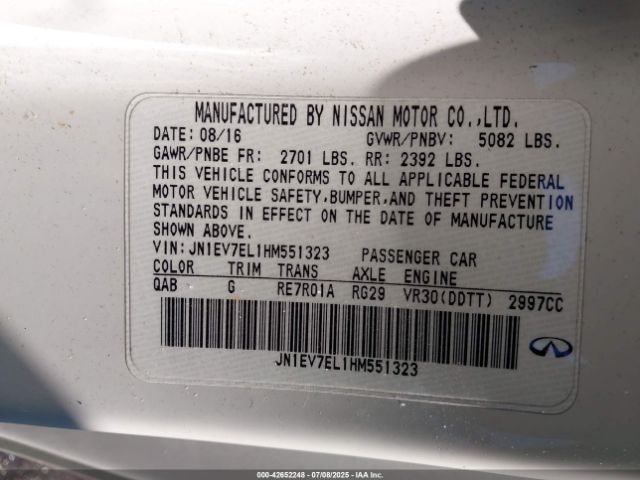 MANUFACTURED BY NISSAN MOTOR CO.,LTD.
DATE: 08/16 GVWR/PNBV: 5082 LBS.
GAWR/PNBE FR: 2701 LBS. RR: 2392 LBS.
THIS VEHICLE CONFORMS TO ALL APPLICABLE FEDERAL
MOTOR VEHICLE SAFETY,BUMPER,AND THEFT PREVENTION
STANDARDS IN EFFECT ON THE DATE OF MANUFACTURE
SHOWN ABOVE.
VIN: JN1EV7EL1HM551323 PASSENGER CAR
COLOR TRIM TRANS AXLE ENGINE
QAB G RE7R01A RG29 VR30(DDTT) 2997CC
JN1EV7EL1HM551323
000-42652248 - 07/08/2025 - IAAI.COM